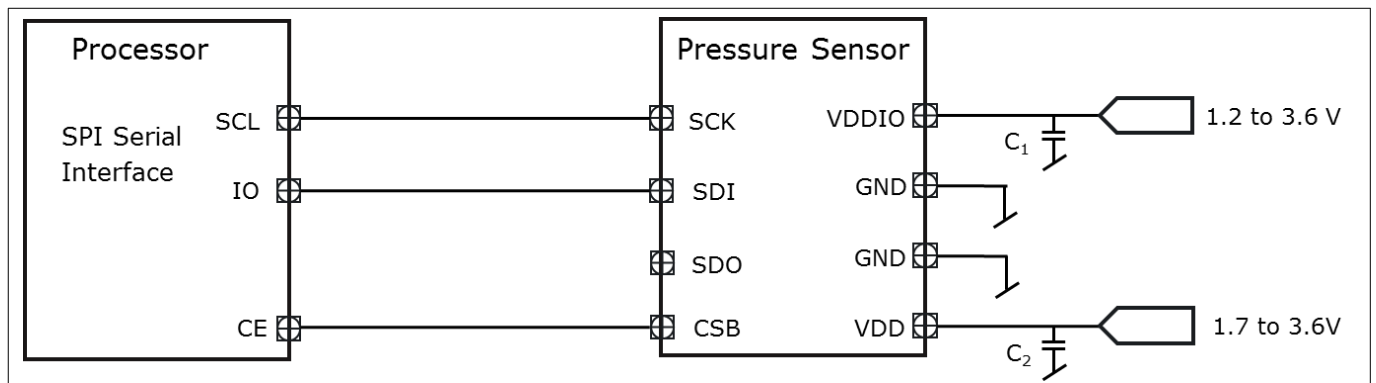 Processor
SPI Serial
Interface
SCL
IO
CE
Pressure Sensor
SCK
SDI
SDO
CSB
VDDIO
GND
GND
VDD
C1
C2
1.2 to 3.6 V
1.7 to 3.6V